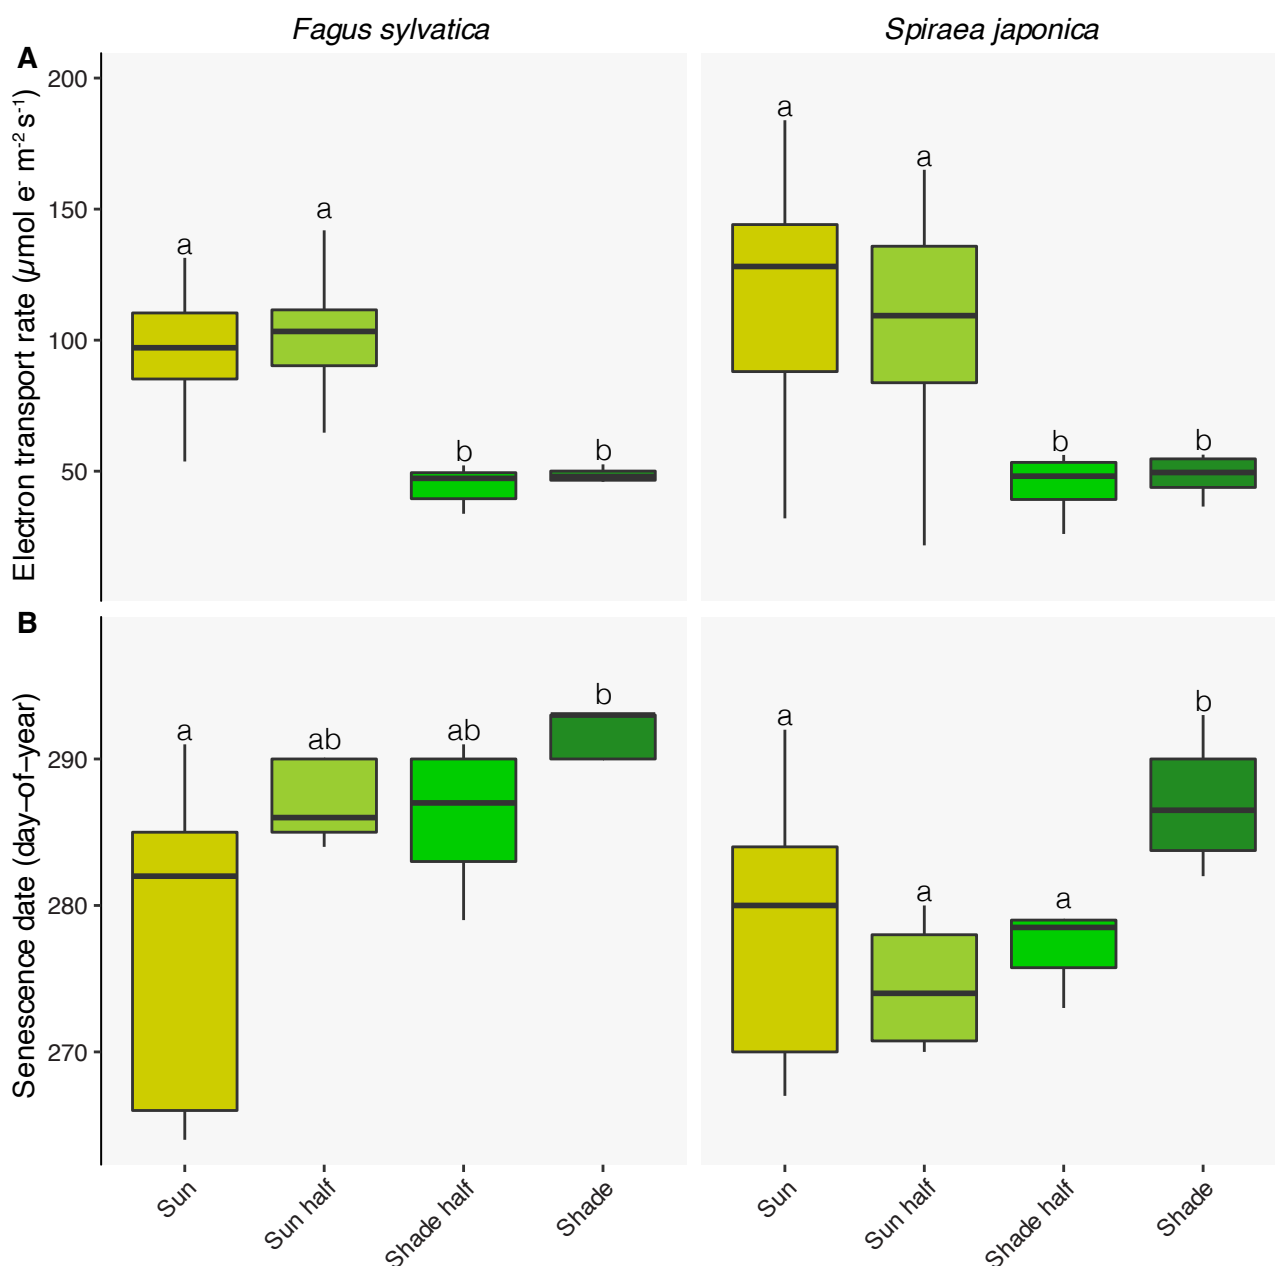 Fagus sylvatica
Spiraea japonica
A
Electron transport rate (µmol e⁻ m⁻² s⁻¹)
200
150
100
50
a
a
b
b
a
a
b
b
B
Senescence date (day–of–year)
290
280
270
a
ab
ab
b
a
a
a
b
Sun
Sun half
Shade half
Shade
Sun
Sun half
Shade half
Shade